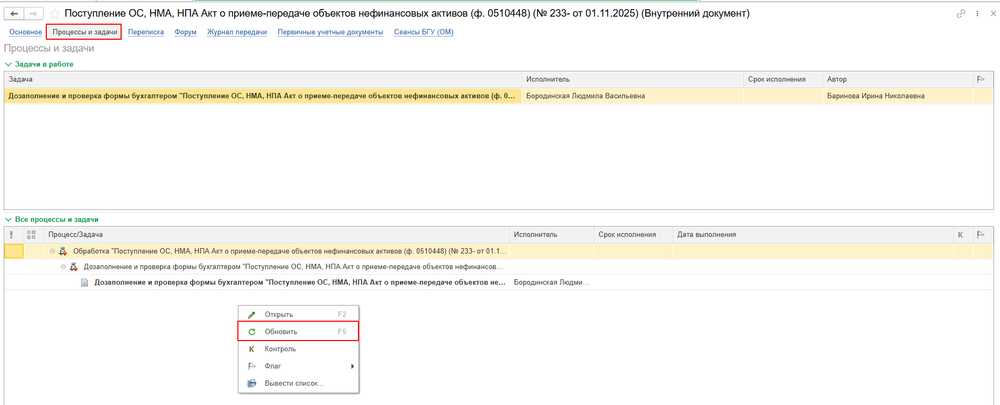 Поступление ОС, НМА, НПА Акт о приеме-передаче объектов нефинансовых активов (ф. 0510448) (№ 233- от 01.11.2025) (Внутренний документ)
Основное Процессы и задачи Переписка Форум Журнал передачи Первичные учетные документы Сеансы БГУ (ОМ)
Процессы и задачи
Задачи в работе
Задача Исполнитель Срок исполнения Автор
Дозаполнение и проверка формы бухгалтером "Поступление ОС, НМА, НПА Акт о приеме-передаче объектов нефинансовых активов (ф. 0... Бородинская Людмила Васильевна Баринова Ирина Николаевна
Все процессы и задачи
Процесс/Задача Исполнитель Срок исполнения Дата выполнения К
Обработка "Поступление ОС, НМА, НПА Акт о приеме-передаче объектов нефинансовых активов (ф. 0510448) (№ 233- от 01.1...
Дозаполнение и проверка формы бухгалтером "Поступление ОС, НМА, НПА Акт о приеме-передаче объектов нефинансов...
Дозаполнение и проверка формы бухгалтером "Поступление ОС, НМА, НПА Акт о приеме-передаче объектов не... Бородинская Людми...
Открыть F2
Обновить F5
К Контроль
Флаг
Вывести список...